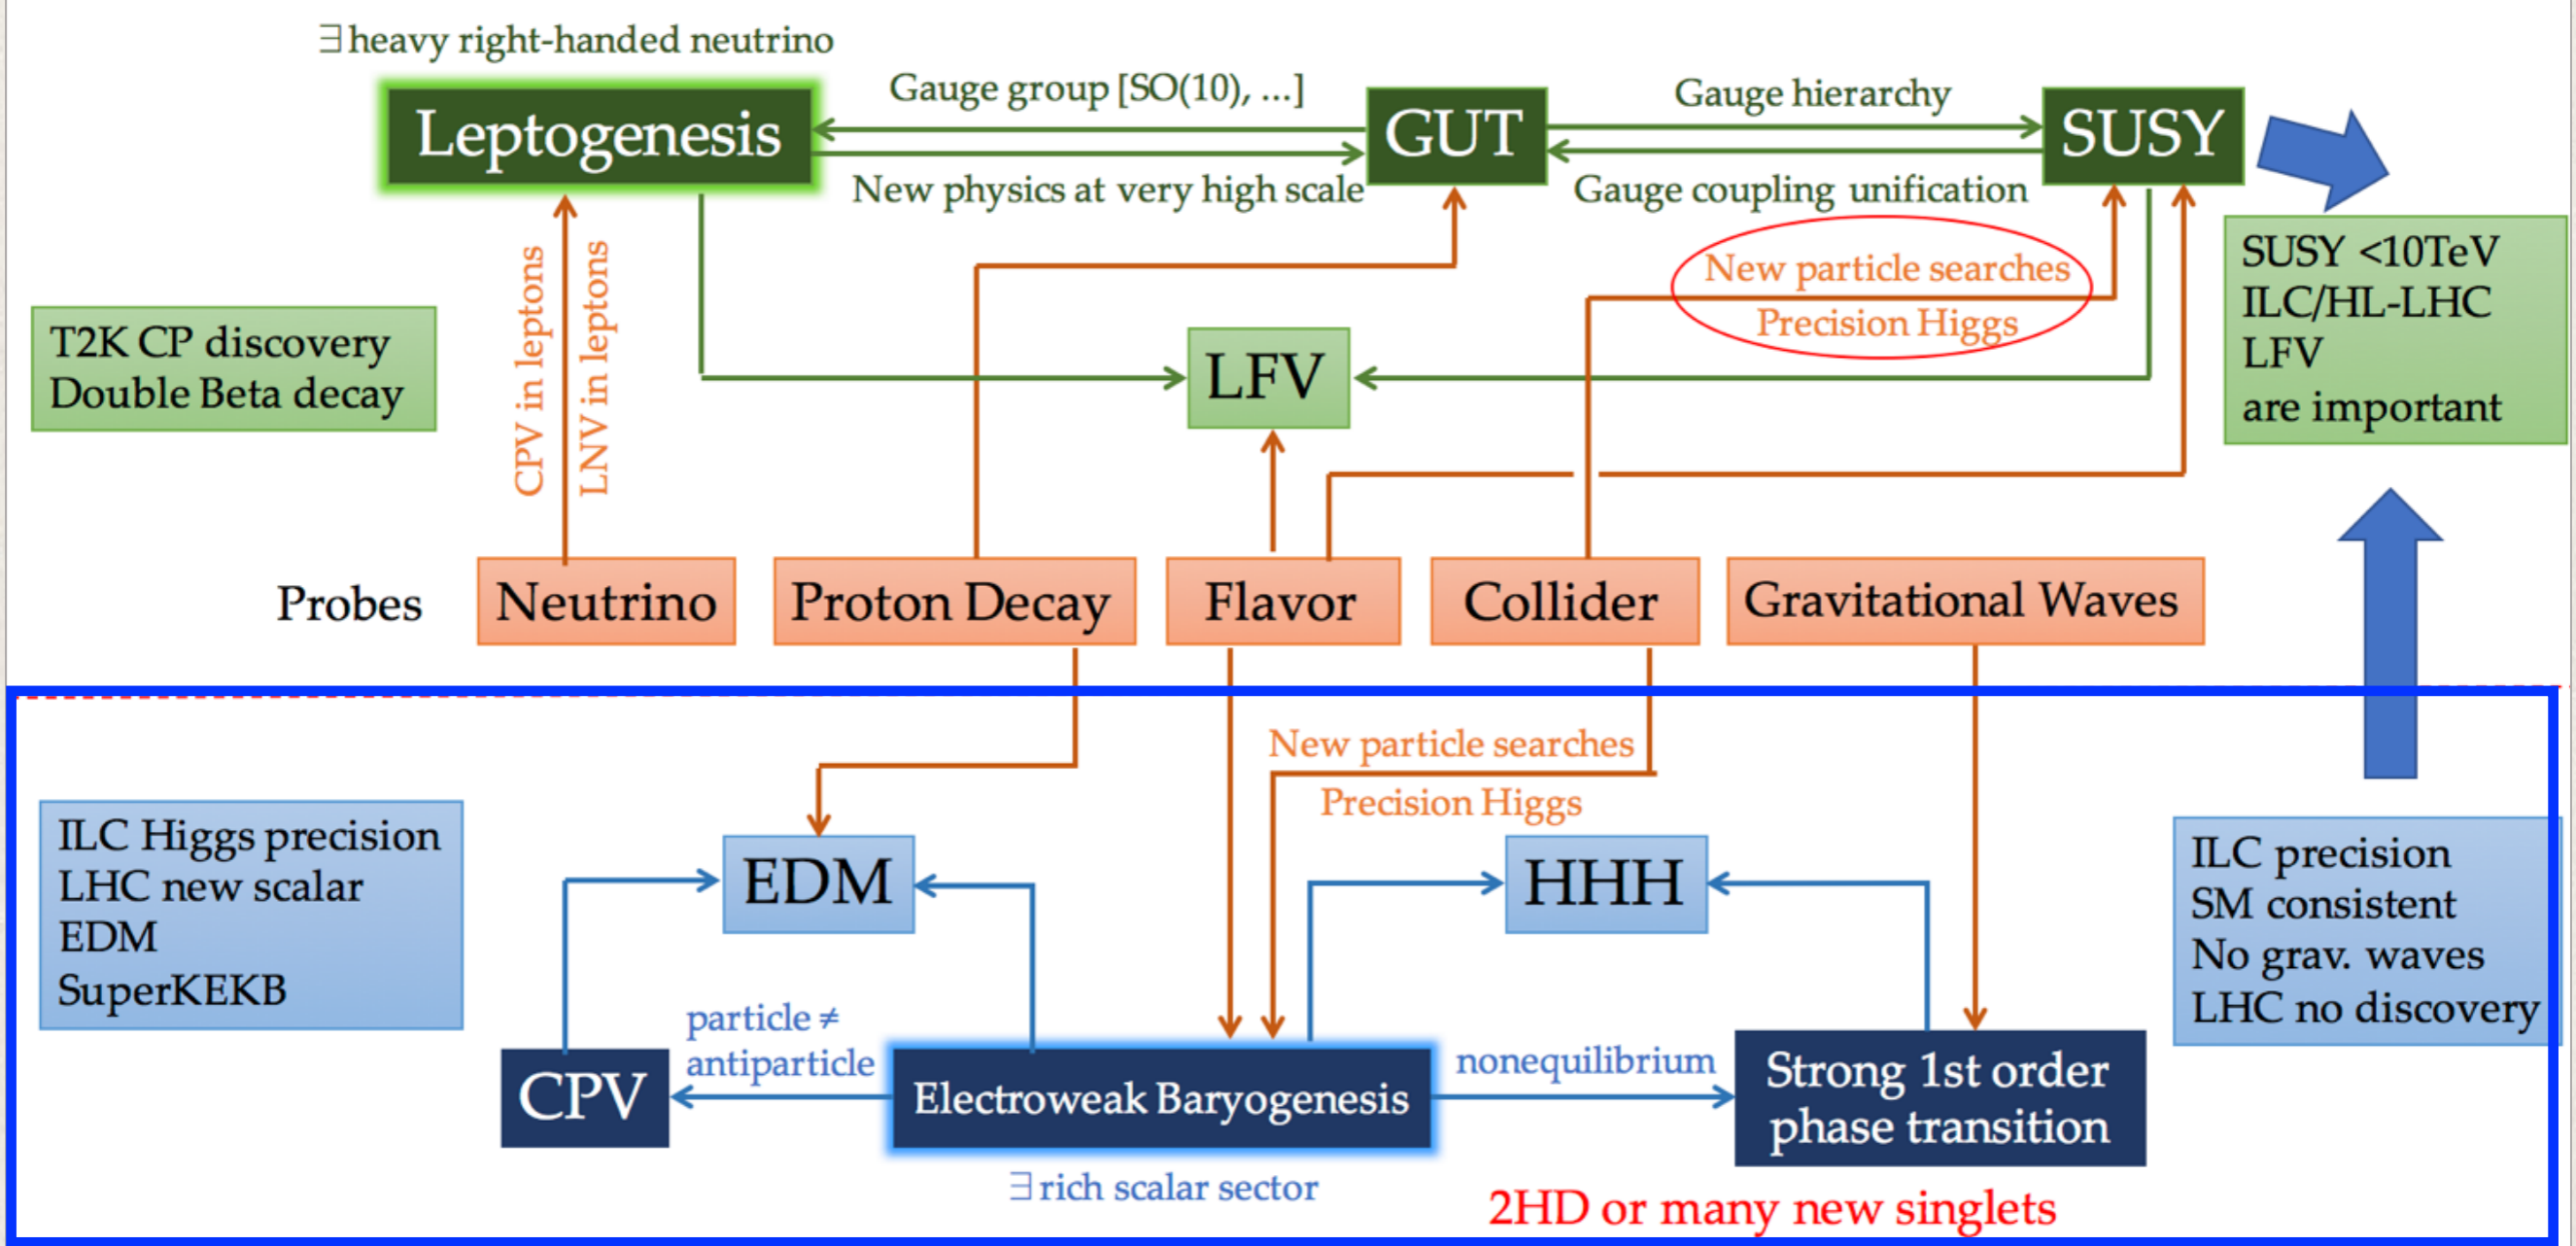 ∃ heavy right-handed neutrino
Leptogenesis
Gauge group [SO(10), ...]
New physics at very high scale
GUT
Gauge hierarchy
Gauge coupling unification
SUSY
New particle searches
Precision Higgs
SUSY <10TeV
ILC/HL-LHC
LFV
are important
T2K CP discovery
Double Beta decay
CPV in leptons
LNV in leptons
LFV
Probes
Neutrino
Proton Decay
Flavor
Collider
Gravitational Waves
New particle searches
Precision Higgs
ILC Higgs precision
LHC new scalar
EDM
SuperKEKB
EDM
HHH
ILC precision
SM consistent
No grav. waves
LHC no discovery
CPV
particle ≠
antiparticle
Electroweak Baryogenesis
nonequilibrium
Strong 1st order
phase transition
∃ rich scalar sector
2HD or many new singlets